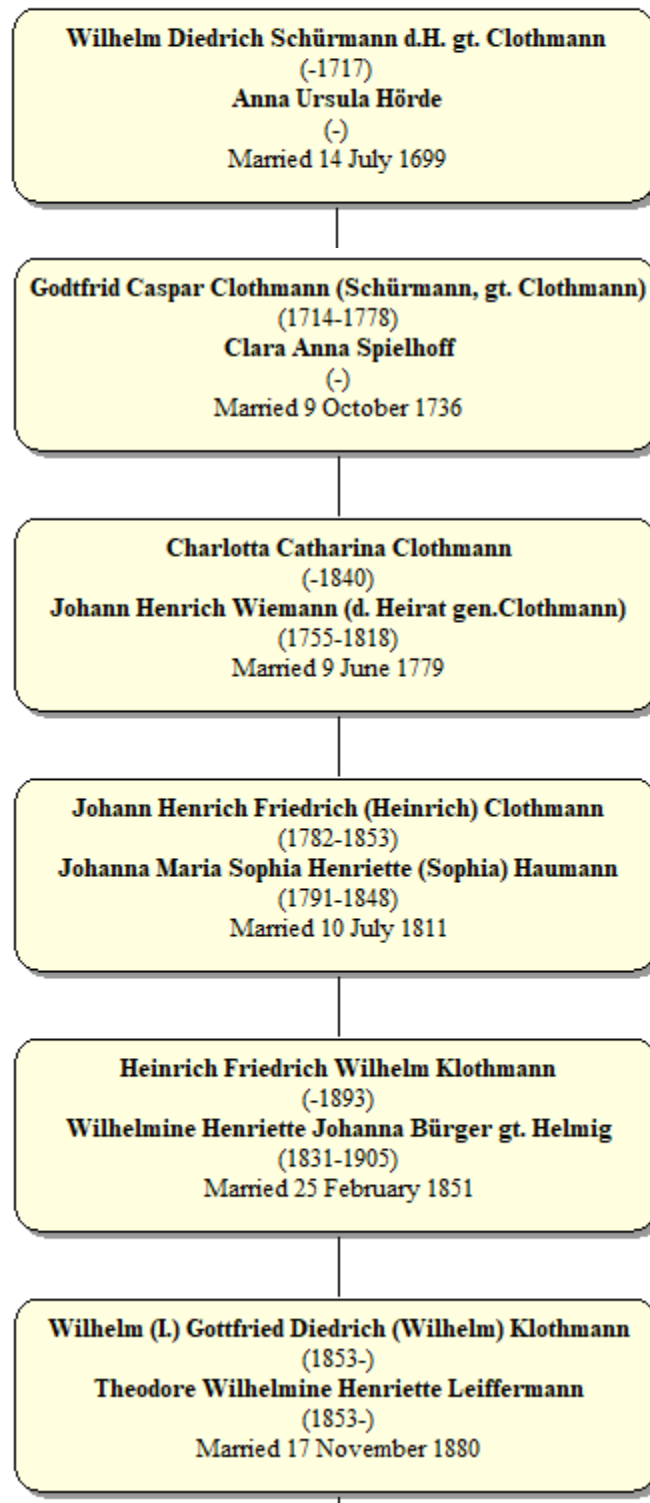 Wilhelm Diedrich Schürmann d.H. gt. Clothmann
(-1717)
Anna Ursula Hörde
(-)
Married 14 July 1699
Godtfrid Caspar Clothmann (Schürmann, gt. Clothmann)
(1714-1778)
Clara Anna Spielhoff
(-)
Married 9 October 1736
Charlotta Catharina Clothmann
(-1840)
Johann Henrich Wiemann (d. Heirat gen.Clothmann)
(1755-1818)
Married 9 June 1779
Johann Henrich Friedrich (Heinrich) Clothmann
(1782-1853)
Johanna Maria Sophia Henriette (Sophia) Haumann
(1791-1848)
Married 10 July 1811
Heinrich Friedrich Wilhelm Klothmann
(-1893)
Wilhelmine Henriette Johanna Bürger gt. Helmig
(1831-1905)
Married 25 February 1851
Wilhelm (I.) Gottfried Diedrich (Wilhelm) Klothmann
(1853-)
Theodore Wilhelmine Henriette Leiffermann
(1853-)
Married 17 November 1880